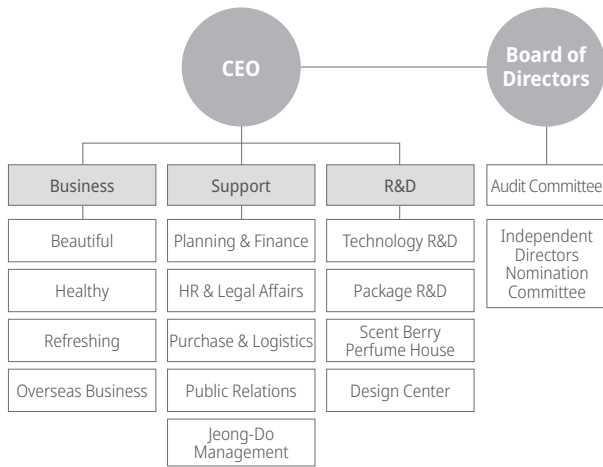 CEO
Board of
Directors
Business
Support
R&D
Audit Committee
Beautiful
Planning & Finance
Technology R&D
Independent
Directors
Nomination
Committee
Healthy
HR & Legal Affairs
Package R&D
Refreshing
Purchase & Logistics
Scent Berry
Perfume House
Overseas Business
Public Relations
Design Center
Jeong-Do
Management